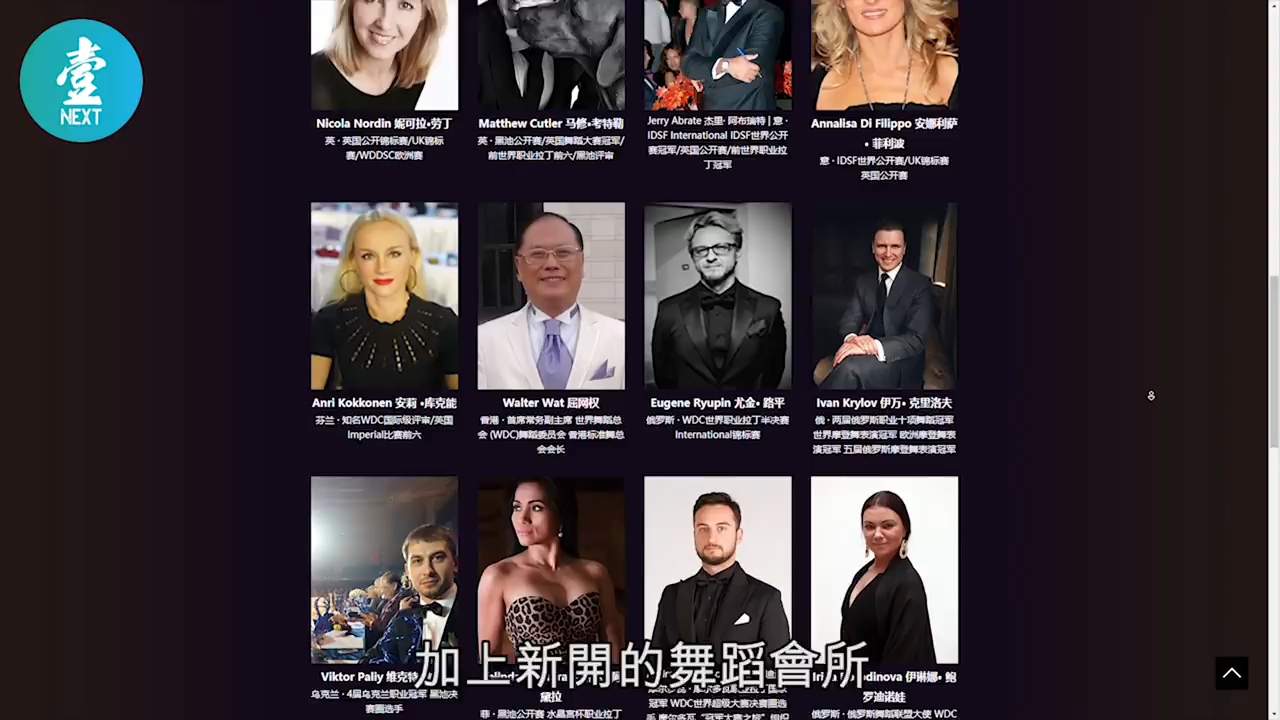 壹
NEXT
Nicola Nordin 妮可拉•劳丁
英 · 英国公开锦标赛/UK锦标
赛/WDDSC欧洲赛
Matthew Cutler 马修•考特勒
英 · 黑池公开赛/英国舞蹈大赛冠军/
前世界职业拉丁前六/黑池评审
Jerry Abrate 杰里· 阿布瑞特 | 意 ·
IDSF International IDSF世界公开
赛冠军/英国公开赛/前世界职业拉
丁冠军
Annalisa Di Filippo 安娜利萨
• 菲利波
意 · IDSF世界公开赛/UK锦标赛
英国公开赛
Anri Kokkonen 安莉 •库克能
芬兰 · 知名WDC国际级评审/英国
Imperial比赛前六
Walter Wat 屈网权
香港 · 首席常务副主席 世界舞蹈总
会 (WDC)舞蹈委员会 香港标准舞总
会会长
Eugene Ryupin 尤金• 路平
俄罗斯 · WDC世界职业拉丁半决赛
International锦标赛
Ivan Krylov 伊万• 克里洛夫
俄 · 两届俄罗斯职业十项舞蹈冠军
世界摩登舞表演冠军 欧洲摩登舞表
演冠军 五届俄罗斯摩登舞表演冠军
Viktor Paliy 维克特
乌克兰 · 4届乌克兰职业冠军 黑池决
赛圈选手
黛拉
菲 · 黑池公开赛 水晶宫杯职业拉丁
冠军 WDC世界超级大赛决赛圈选
伊琳娜• 鲍
罗迪诺娃
俄罗斯 · 俄罗斯舞蹈联盟大使 WDC
加上新開的舞蹈會所